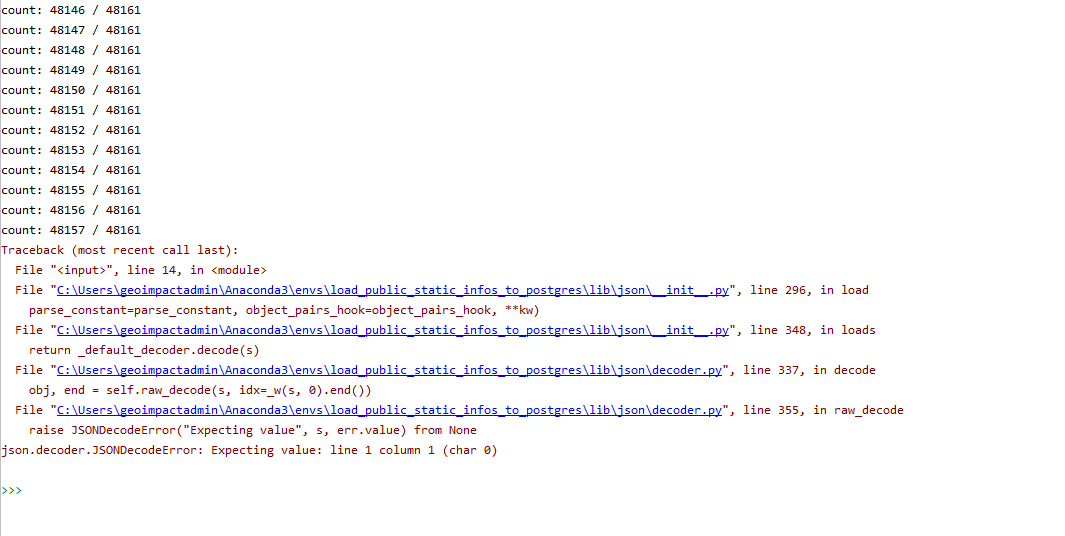 count: 48146 / 48161
count: 48147 / 48161
count: 48148 / 48161
count: 48149 / 48161
count: 48150 / 48161
count: 48151 / 48161
count: 48152 / 48161
count: 48153 / 48161
count: 48154 / 48161
count: 48155 / 48161
count: 48156 / 48161
count: 48157 / 48161
Traceback (most recent call last):
  File "<input>", line 14, in <module>
  File "C:\Users\geoimpactadmin\Anaconda3\envs\load_public_static_infos_to_postgres\lib\json\__init__.py", line 296, in load
    parse_constant=parse_constant, object_pairs_hook=object_pairs_hook, **kw)
  File "C:\Users\geoimpactadmin\Anaconda3\envs\load_public_static_infos_to_postgres\lib\json\__init__.py", line 348, in loads
    return _default_decoder.decode(s)
  File "C:\Users\geoimpactadmin\Anaconda3\envs\load_public_static_infos_to_postgres\lib\json\decoder.py", line 337, in decode
    obj, end = self.raw_decode(s, idx=_w(s, 0).end())
  File "C:\Users\geoimpactadmin\Anaconda3\envs\load_public_static_infos_to_postgres\lib\json\decoder.py", line 355, in raw_decode
    raise JSONDecodeError("Expecting value", s, err.value) from None
json.decoder.JSONDecodeError: Expecting value: line 1 column 1 (char 0)
>>>